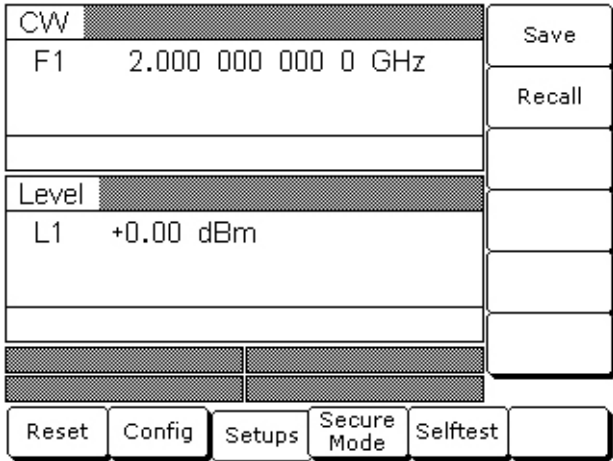 CW
F1 2.000 000 000 0 GHz
Level
L1 +0.00 dBm
Save
Recall
Reset
Config
Setups
Secure
Mode
Selftest